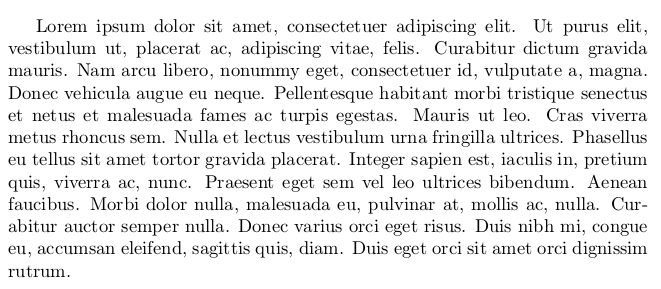 Lorem ipsum dolor sit amet, consectetuer adipiscing elit. Ut purus elit,
vestibulum ut, placerat ac, adipiscing vitae, felis. Curabitur dictum gravida
mauris. Nam arcu libero, nonummy eget, consectetuer id, vulputate a, magna.
Donec vehicula augue eu neque. Pellentesque habitant morbi tristique senectus
et netus et malesuada fames ac turpis egestas. Mauris ut leo. Cras viverra
metus rhoncus sem. Nulla et lectus vestibulum urna fringilla ultrices. Phasellus
eu tellus sit amet tortor gravida placerat. Integer sapien est, iaculis in, pretium
quis, viverra ac, nunc. Praesent eget sem vel leo ultrices bibendum. Aenean
faucibus. Morbi dolor nulla, malesuada eu, pulvinar at, mollis ac, nulla. Cur-
abitur auctor semper nulla. Donec varius orci eget risus. Duis nibh mi, congue
eu, accumsan eleifend, sagittis quis, diam. Duis eget orci sit amet orci dignissim
rutrum.